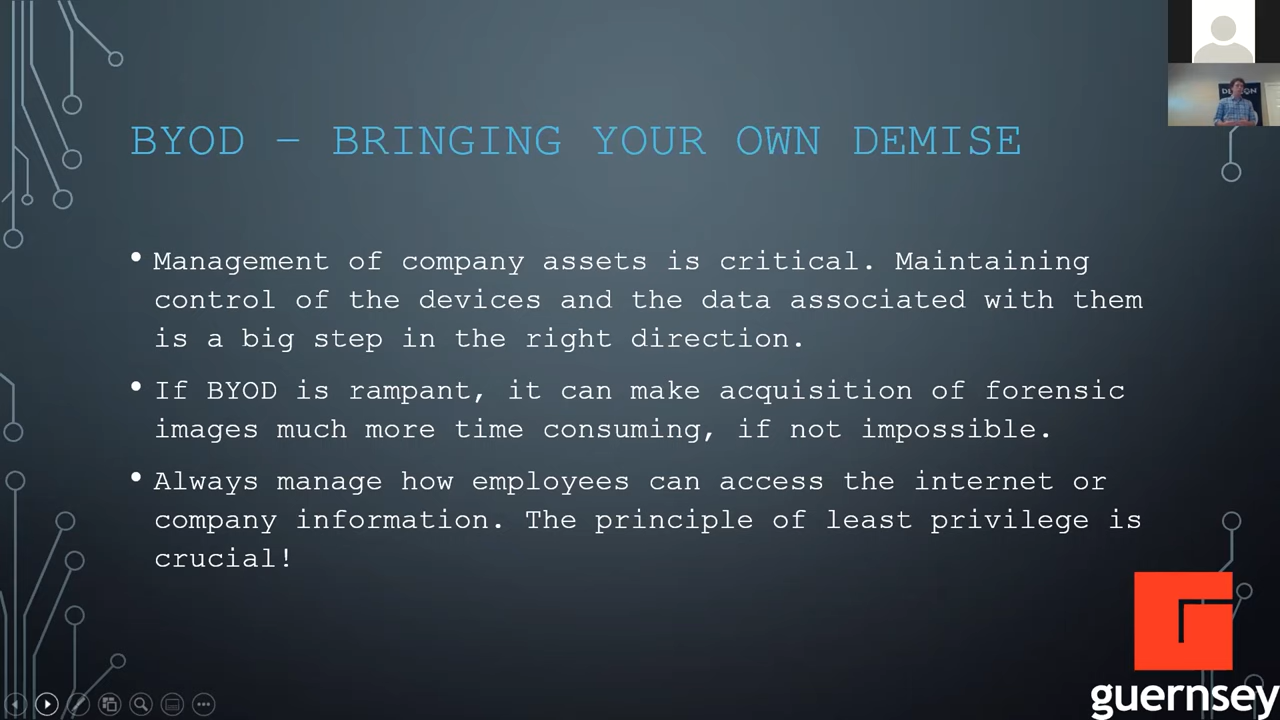 BYOD – BRINGING YOUR OWN DEMISE
• Management of company assets is critical. Maintaining
control of the devices and the data associated with them
is a big step in the right direction.
• If BYOD is rampant, it can make acquisition of forensic
images much more time consuming, if not impossible.
• Always manage how employees can access the internet or
company information. The principle of least privilege is
crucial!
guernsey